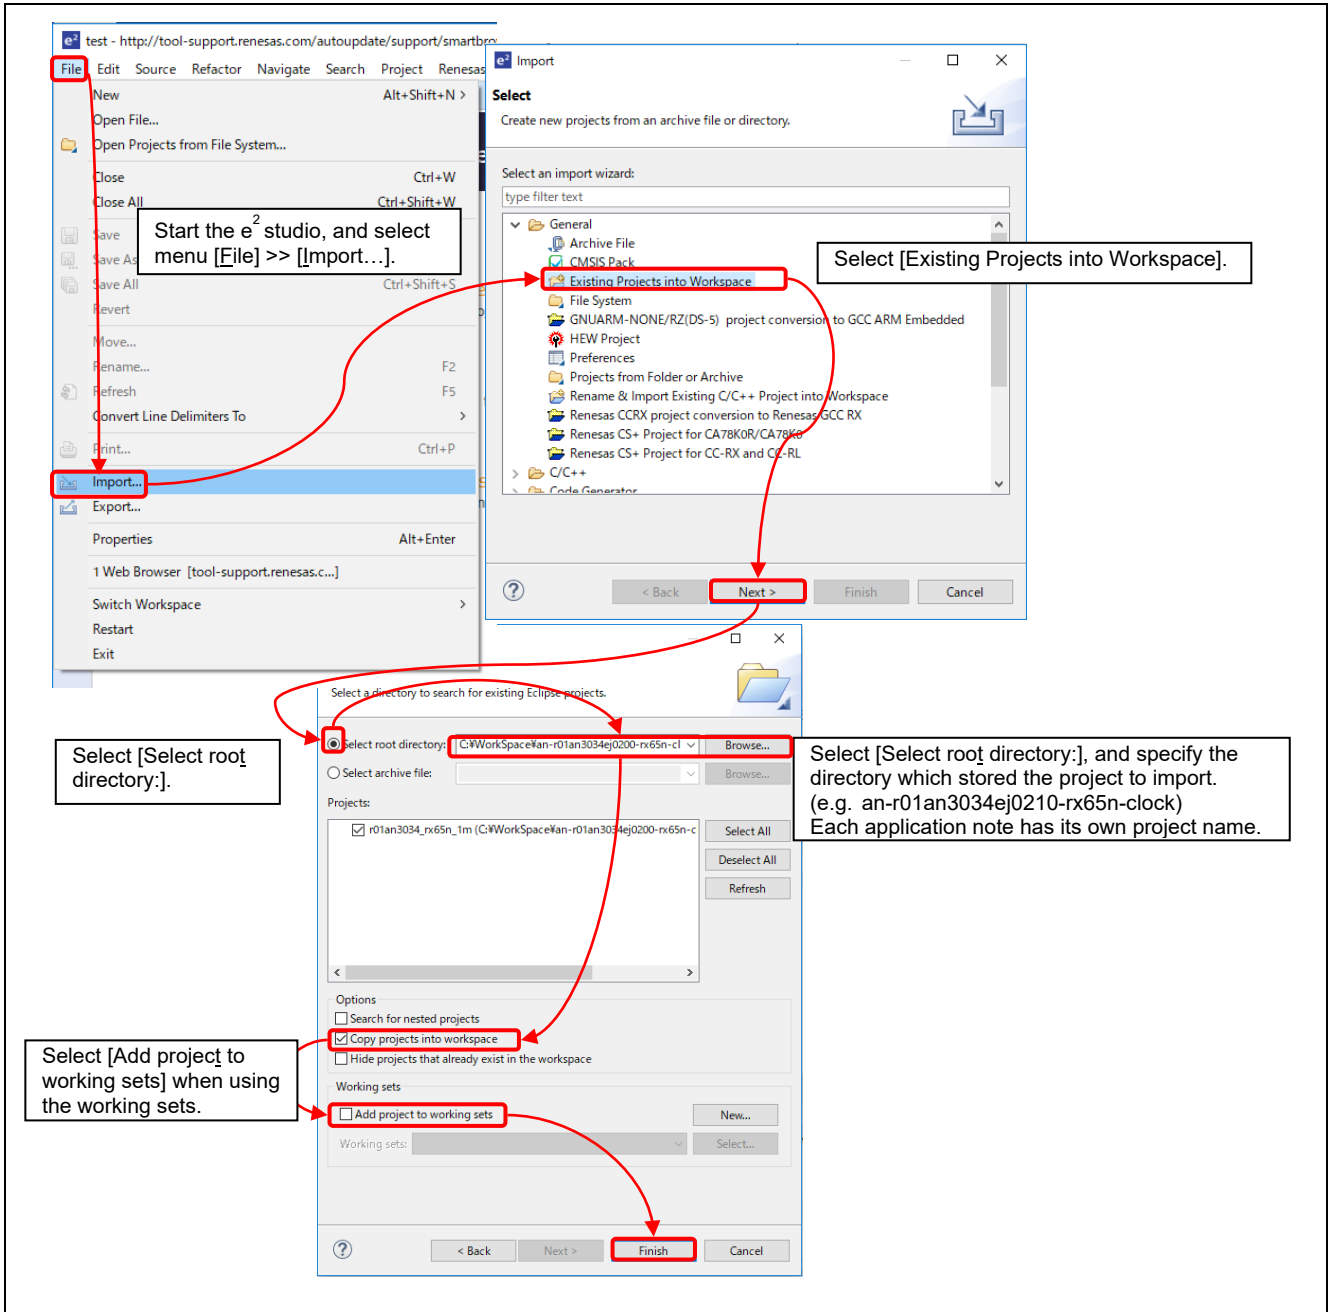 e² test - http://tool-support.renesas.com/autoupdate/support/smartbro
File Edit Source Refactor Navigate Search Project Renesas
New Alt+Shift+N >
Open File...
Open Projects from File System...
Close Ctrl+W
Close All Ctrl+Shift+W
Save
Save As
Save All Ctrl+Shift+S
Revert
Move...
Rename... F2
Refresh F5
Convert Line Delimiters To >
Print... Ctrl+P
Import...
Export...
Properties Alt+Enter
1 Web Browser [tool-support.renesas.c...]
Switch Workspace >
Restart
Exit
Start the e² studio, and select
menu [File] >> [Import…].
e² Import
Select
Create new projects from an archive file or directory.
Select an import wizard:
type filter text
General
Archive File
CMSIS Pack
Existing Projects into Workspace
File System
GNUARM-NONE/RZ(DS-5) project conversion to GCC ARM Embedded
HEW Project
Preferences
Projects from Folder or Archive
Rename & Import Existing C/C++ Project into Workspace
Renesas CCRX project conversion to Renesas GCC RX
Renesas CS+ Project for CA78K0R/CA78K0
Renesas CS+ Project for CC-RX and CC-RL
> C/C++
> Code Generator
Select [Existing Projects into Workspace].
? < Back Next > Finish Cancel
Select a directory to search for existing Eclipse projects.
Select root directory: C:¥WorkSpace¥an-r01an3034ej0200-rx65n-cl Browse...
Select archive file: Browse...
Projects:
r01an3034_rx65n_1m (C:¥WorkSpace¥an-r01an3034ej0200-rx65n-c
Select All
Deselect All
Refresh
< >
Options
Search for nested projects
Copy projects into workspace
Hide projects that already exist in the workspace
Working sets
Add project to working sets New...
Working sets: Select...
? < Back Next > Finish Cancel
Select [Select root
directory:].
Select [Select root directory:], and specify the
directory which stored the project to import.
(e.g. an-r01an3034ej0210-rx65n-clock)
Each application note has its own project name.
Select [Add project to
working sets] when using
the working sets.